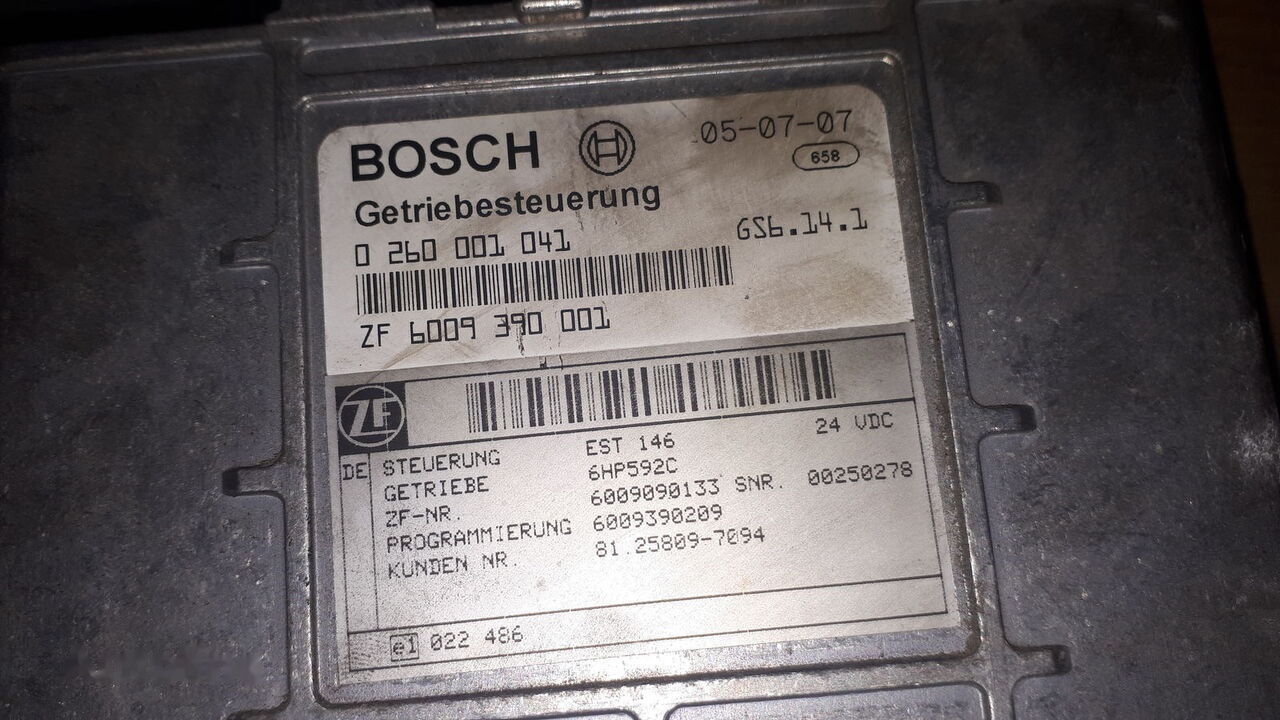 BOSCH
05-07-07
658
Getriebesteuerung
0 260 001 041
GS6.14.1
ZF 6009 390 001
ZF
DE
STEUERUNG EST 146 24 VDC
GETRIEBE 6HP592C
ZF-NR. 6009090133 SNR. 00250278
PROGRAMMIERUNG 6009390209
KUNDEN NR. 81.25809-7094
e1 022 486